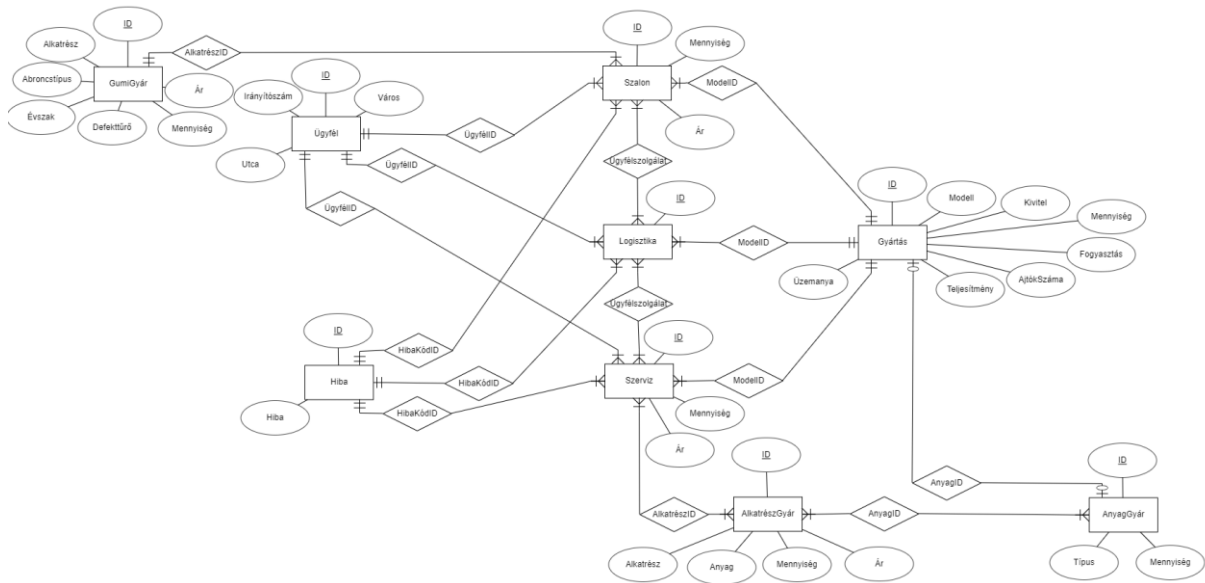 ID
ID
Alkatrész
AlkatrészID
Mennyiség
Szalon
Abroncstípus
GumiGyár
Ár
ID
ModellID
Irányítószám
Város
Évszak
Defekttűrő
Mennyiség
Ügyfél
ÜgyfélID
Ár
Utca
ÜgyfélID
Ügyfélszolgálat
ID
Modell
Kivitel
ID
ÜgyfélID
Mennyiség
Logisztika
ModellID
Gyártás
Fogyasztás
Üzemanya
Teljesítmény
AjtókSzáma
Ügyfélszolgálat
ID
ID
HibaKódID
Hiba
HibaKódID
Szerviz
ModellID
HibaKódID
Hiba
Mennyiség
Ár
ID
ID
AnyagID
AlkatrészID
AlkatrészGyár
AnyagID
AnyagGyár
Alkatrész
Anyag
Mennyiség
Ár
Típus
Mennyiség